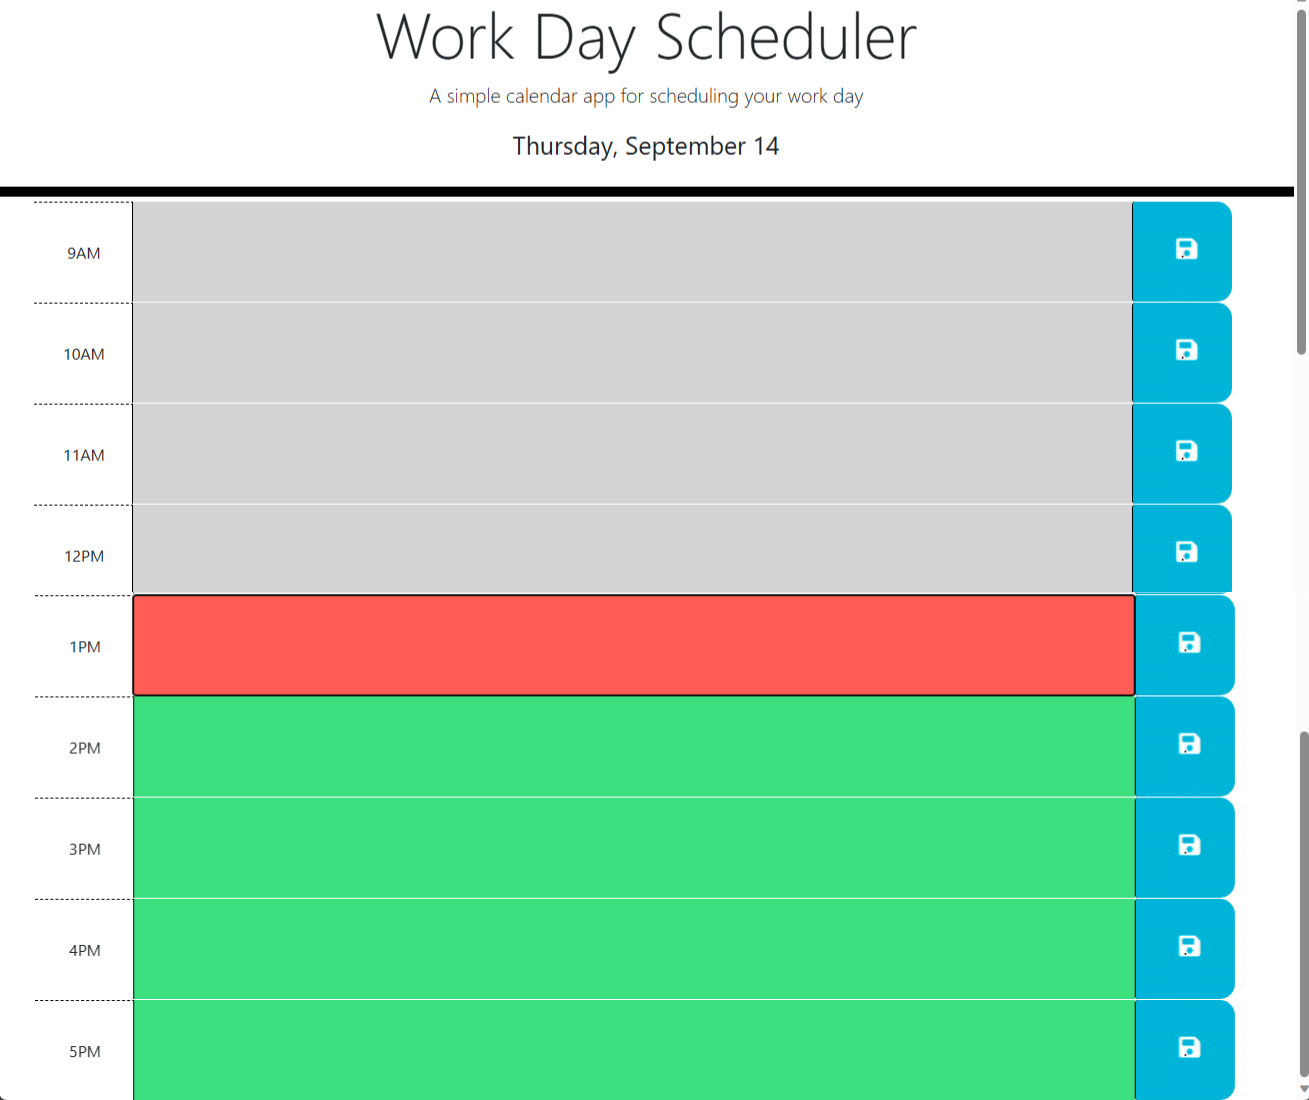 Work Day Scheduler
A simple calendar app for scheduling your work day
Thursday, September 14
9AM
10AM
11AM
12PM
1PM
2PM
3PM
4PM
5PM